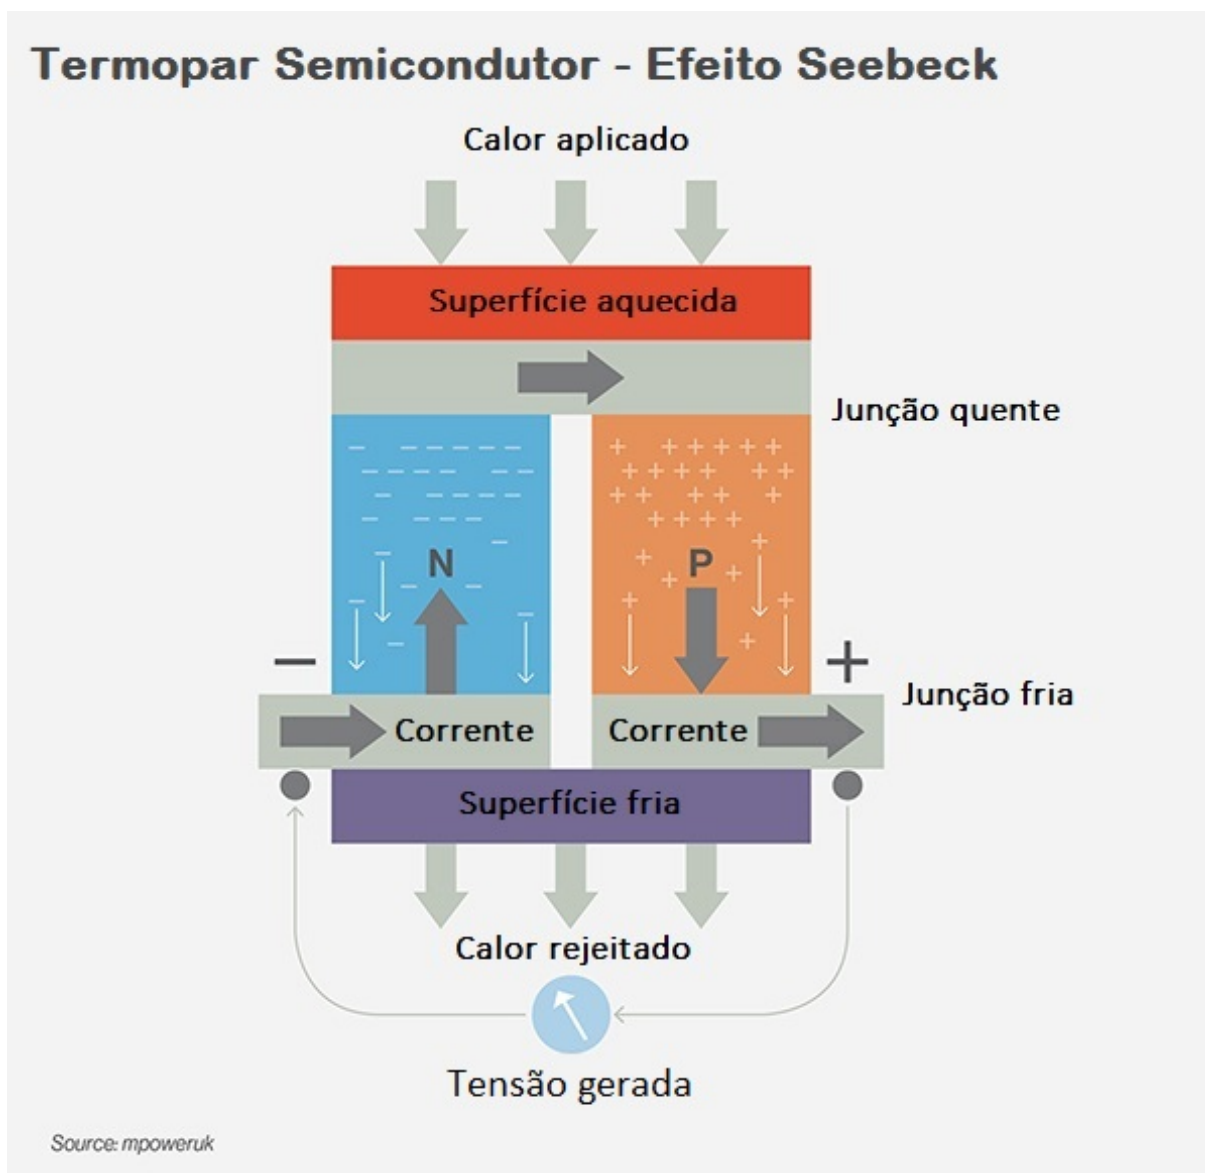 Termopar Semicondutor - Efeito Seebeck
Calor aplicado
Superfície aquecida
Junção quente
N
P
−
+
Junção fria
Corrente
Corrente
Superfície fria
Calor rejeitado
Tensão gerada
Source: mpoweruk